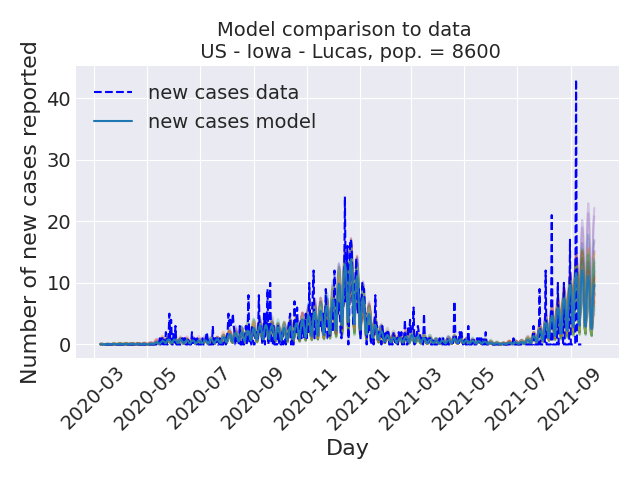 Model comparison to data
US - Iowa - Lucas, pop. = 8600
Number of new cases reported
40
30
20
10
0
new cases data
new cases model
2020-03
2020-05
2020-07
2020-09
2020-11
2021-01
2021-03
2021-05
2021-07
2021-09
Day